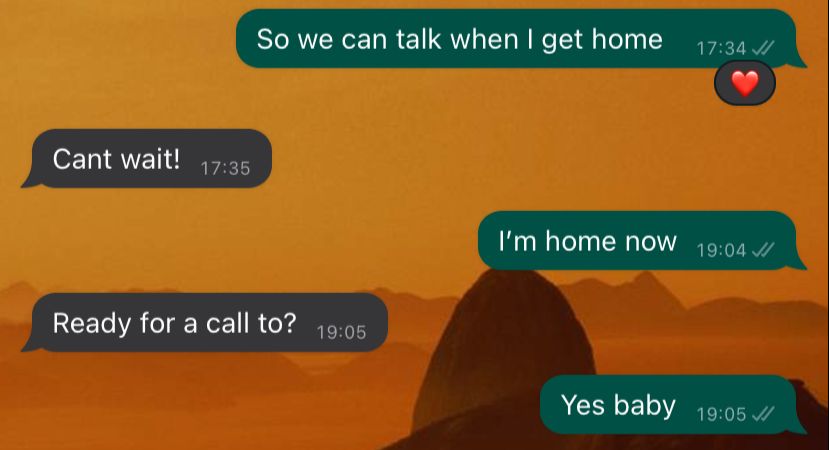 So we can talk when I get home 17:34
Cant wait! 17:35
I’m home now 19:04
Ready for a call to? 19:05
Yes baby 19:05